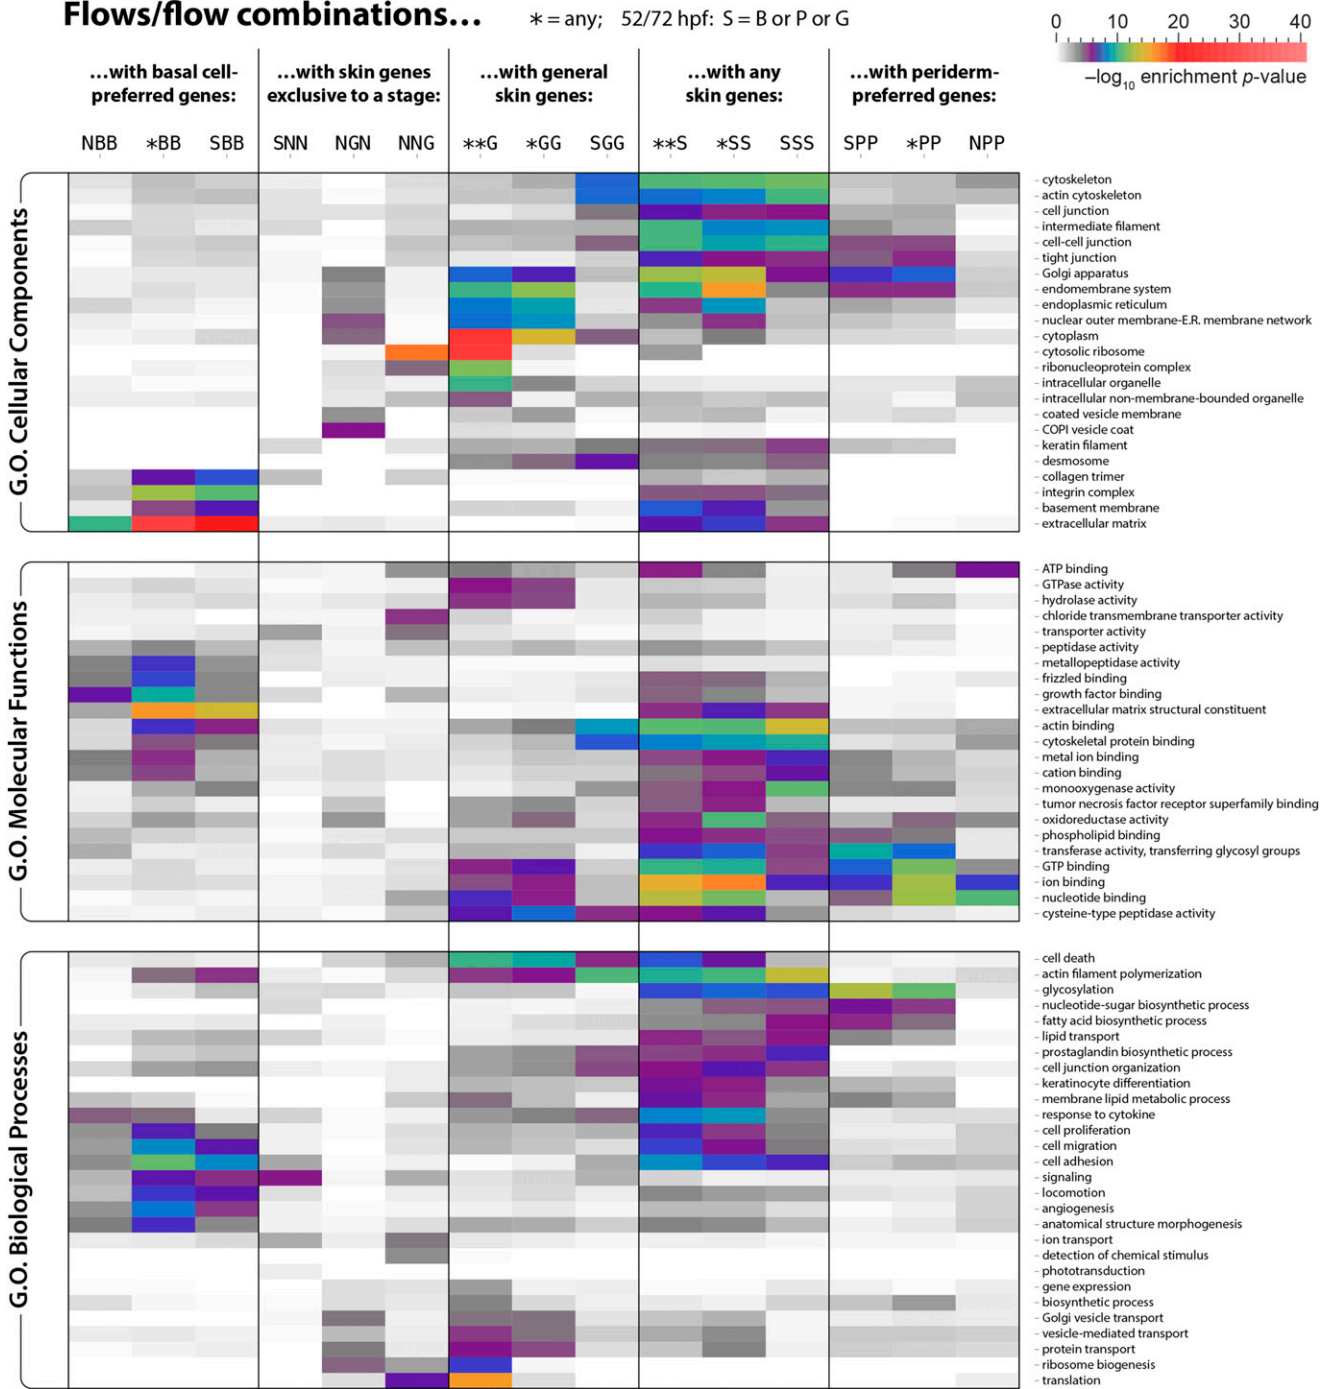 Flows/flow combinations... * = any; 52/72 hpf: S = B or P or G
0 10 20 30 40
–log10 enrichment p-value
...with basal cell-preferred genes:
...with skin genes exclusive to a stage:
...with general skin genes:
...with any skin genes:
...with periderm-preferred genes:
NBB *BB SBB SNN NGN NNG **G *GG SGG **S *SS SSS SPP *PP NPP
G.O. Cellular Components
cytoskeleton
actin cytoskeleton
cell junction
intermediate filament
cell-cell junction
tight junction
Golgi apparatus
endomembrane system
endoplasmic reticulum
nuclear outer membrane-E.R. membrane network
cytoplasm
cytosolic ribosome
ribonucleoprotein complex
intracellular organelle
intracellular non-membrane-bounded organelle
coated vesicle membrane
COPI vesicle coat
keratin filament
desmosome
collagen trimer
integrin complex
basement membrane
extracellular matrix
G.O. Molecular Functions
ATP binding
GTPase activity
hydrolase activity
chloride transmembrane transporter activity
transporter activity
peptidase activity
metallopeptidase activity
frizzled binding
growth factor binding
extracellular matrix structural constituent
actin binding
cytoskeletal protein binding
metal ion binding
cation binding
monooxygenase activity
tumor necrosis factor receptor superfamily binding
oxidoreductase activity
phospholipid binding
transferase activity, transferring glycosyl groups
GTP binding
ion binding
nucleotide binding
cysteine-type peptidase activity
G.O. Biological Processes
cell death
actin filament polymerization
glycosylation
nucleotide-sugar biosynthetic process
fatty acid biosynthetic process
lipid transport
prostaglandin biosynthetic process
cell junction organization
keratinocyte differentiation
membrane lipid metabolic process
response to cytokine
cell proliferation
cell migration
cell adhesion
signaling
locomotion
angiogenesis
anatomical structure morphogenesis
ion transport
detection of chemical stimulus
phototransduction
gene expression
biosynthetic process
Golgi vesicle transport
vesicle-mediated transport
protein transport
ribosome biogenesis
translation